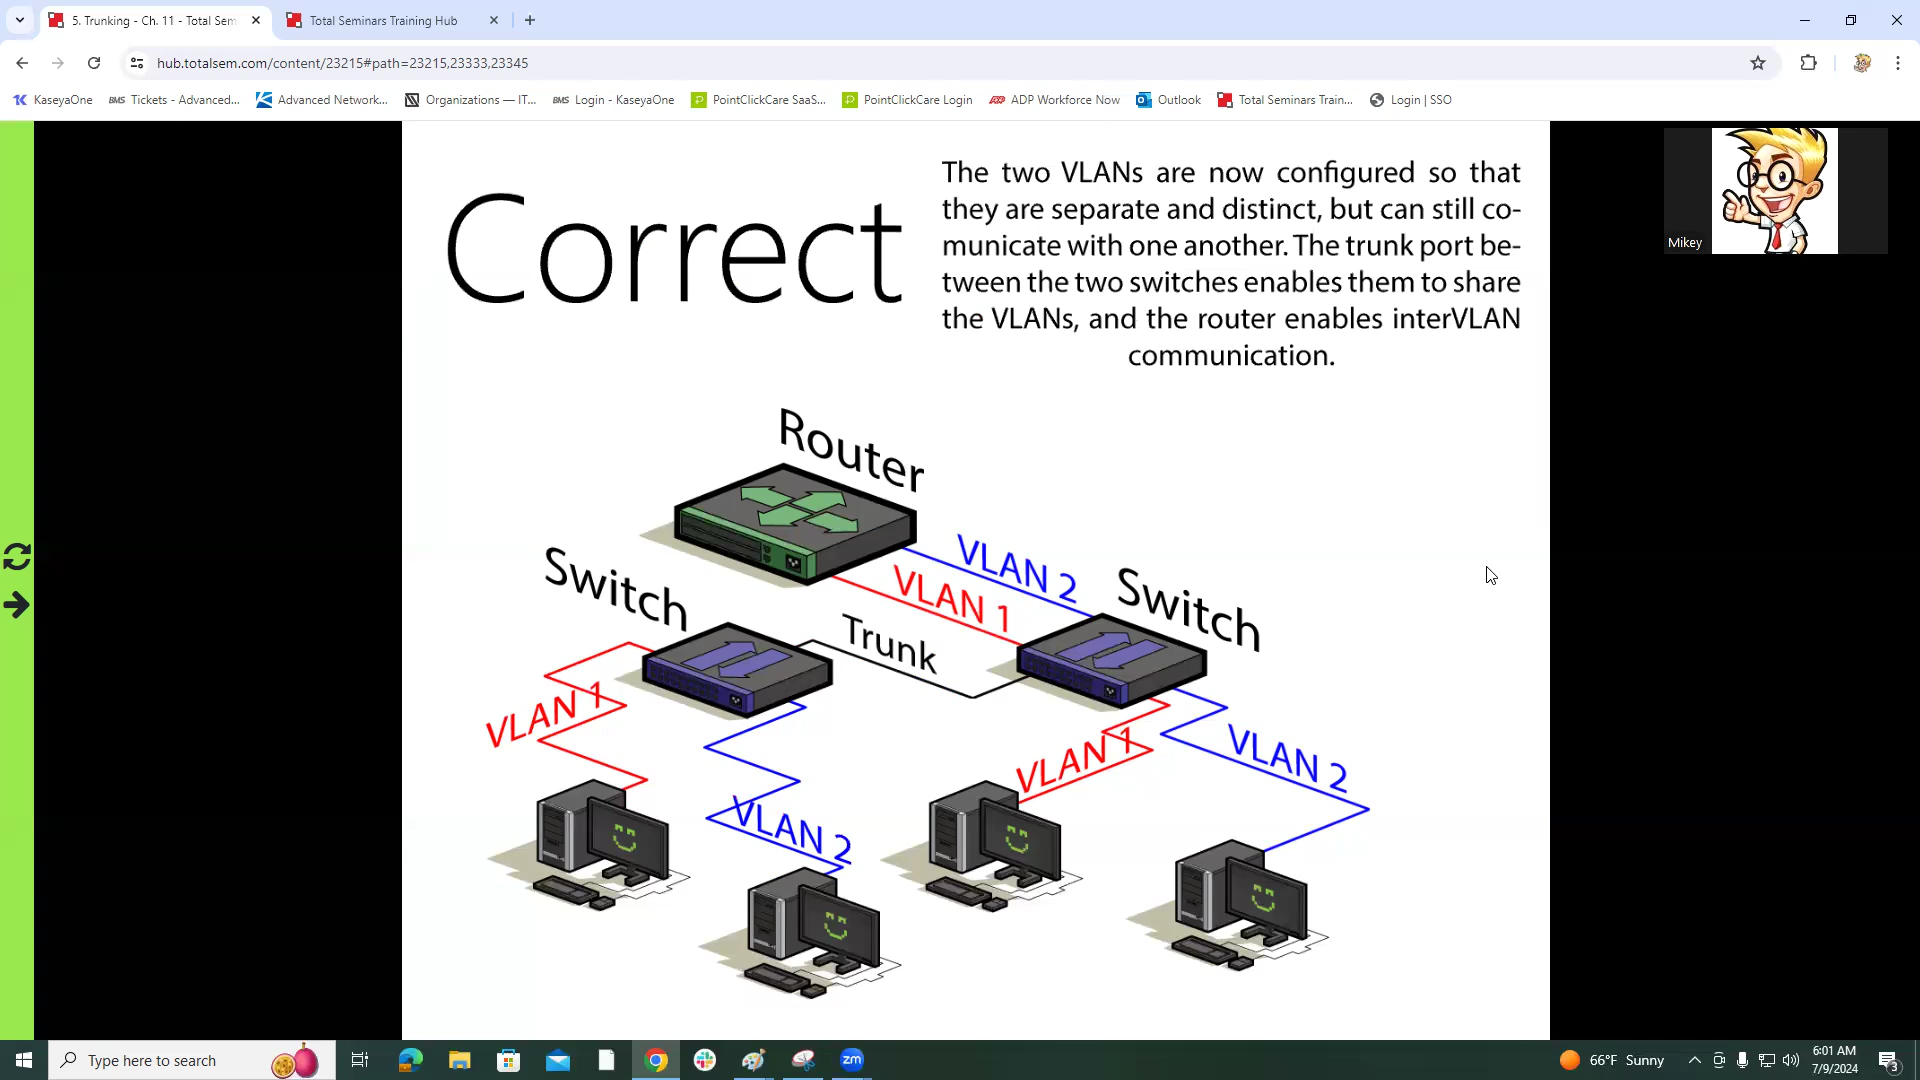 5. Trunking - Ch. 11 - Total Sem
Total Seminars Training Hub
hub.totalsem.com/content/23215#path=23215,23333,23345
KaseyaOne
BMS Tickets - Advanced...
Advanced Network...
Organizations — IT...
BMS Login - KaseyaOne
PointClickCare SaaS...
PointClickCare Login
ADP Workforce Now
Outlook
Total Seminars Train...
Login | SSO
Correct
The two VLANs are now configured so that
they are separate and distinct, but can still co-
municate with one another. The trunk port be-
tween the two switches enables them to share
the VLANs, and the router enables interVLAN
communication.
Mikey
Router
VLAN 2
VLAN 1
Switch
Switch
Trunk
VLAN 1
VLAN 2
VLAN 1
VLAN 2
Type here to search
zm
66°F Sunny
6:01 AM
7/9/2024
3